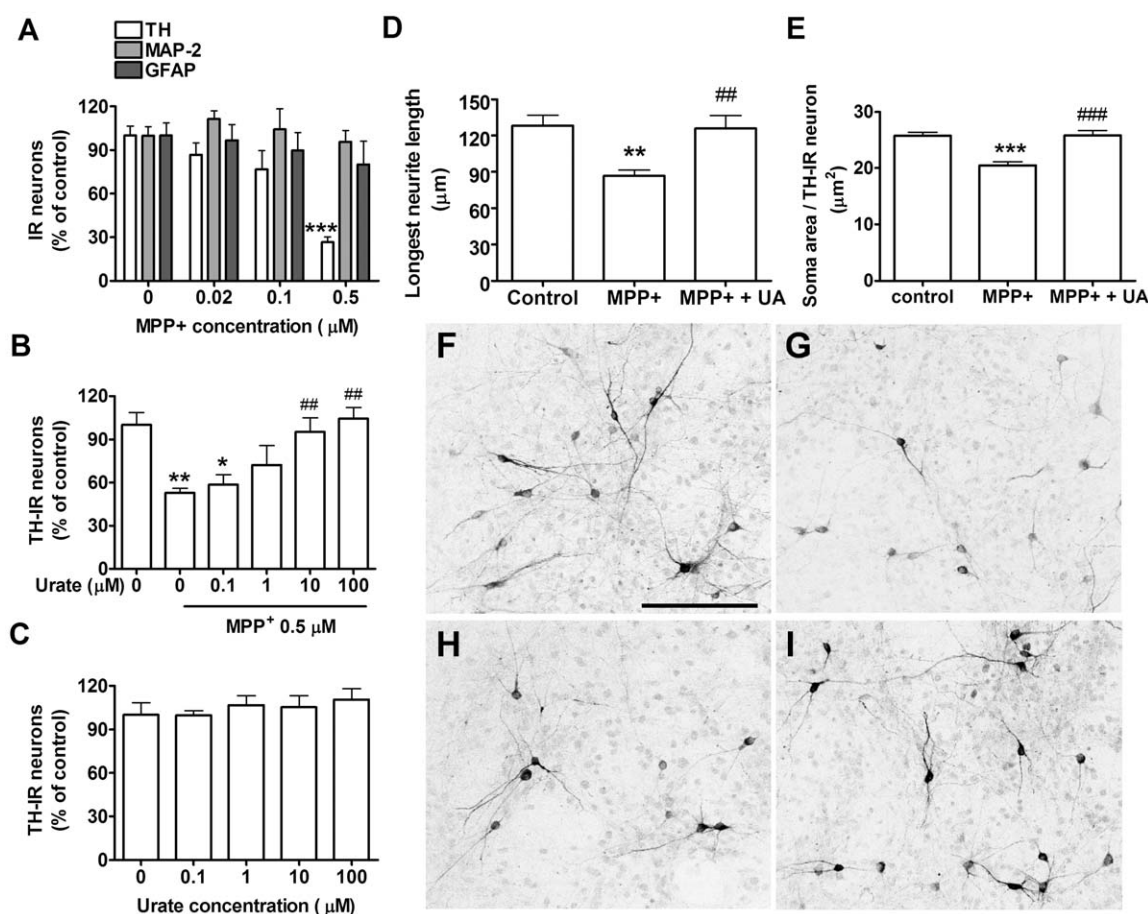 A
TH
MAP-2
GFAP
120
90
60
30
0
IR neurons
(% of control)
***
0 0.02 0.1 0.5
MPP+ concentration ( μM)
B
120
90
60
30
0
TH-IR neurons
(% of control)
** * ## ##
Urate (μM) 0 0 0.1 1 10 100
MPP⁺ 0.5 μM
C
120
90
60
30
0
TH-IR neurons
(% of control)
0 0.1 1 10 100
Urate concentration ( μM)
D
150
120
90
60
30
0
Longest neurite length
(μm)
** ##
Control MPP+ MPP+ + UA
E
30
20
10
0
Soma area / TH-IR neuron
(μm²)
*** ###
control MPP+ MPP+ + UA
F
G
H
I